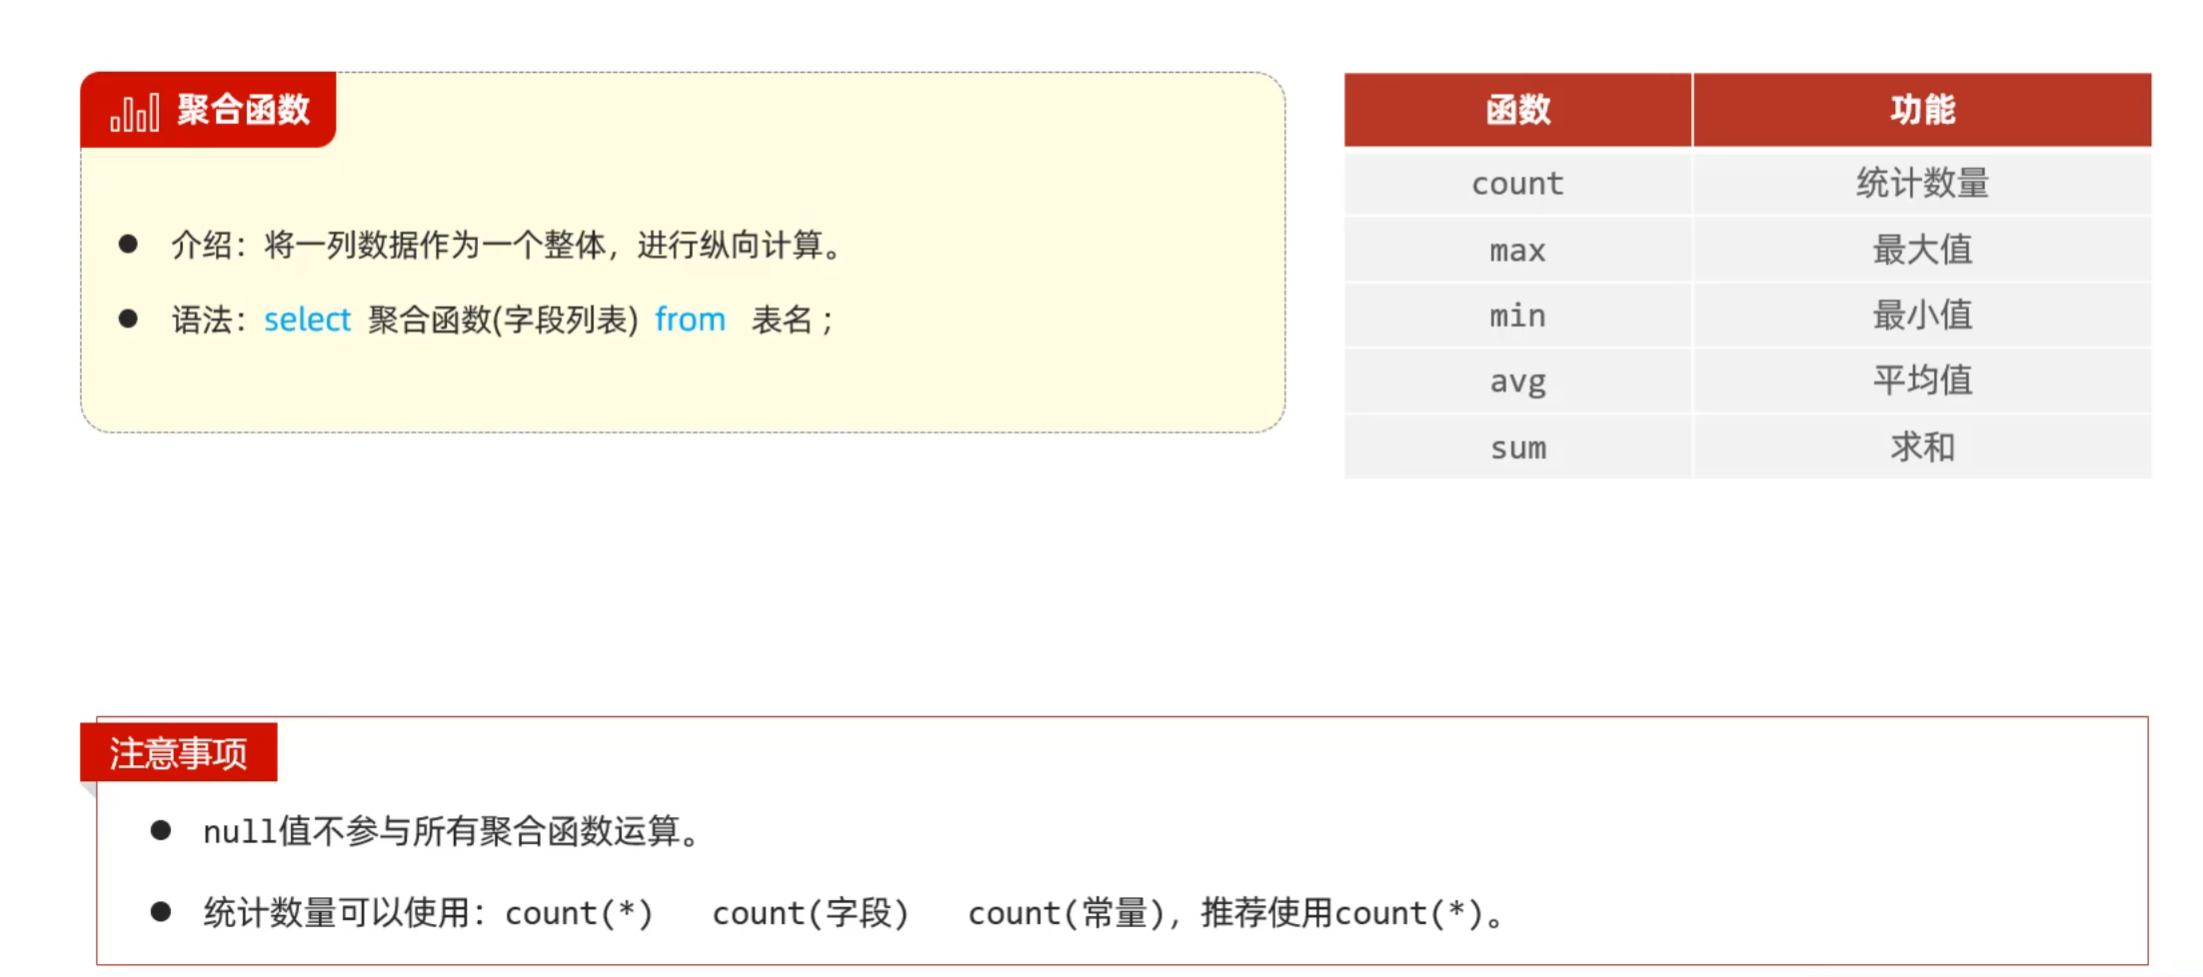 聚合函数
介绍：将一列数据作为一个整体，进行纵向计算。
语法：select 聚合函数(字段列表) from 表名 ;
函数 功能
count 统计数量
max 最大值
min 最小值
avg 平均值
sum 求和
注意事项
null值不参与所有聚合函数运算。
统计数量可以使用：count(*) count(字段) count(常量)，推荐使用count(*)。